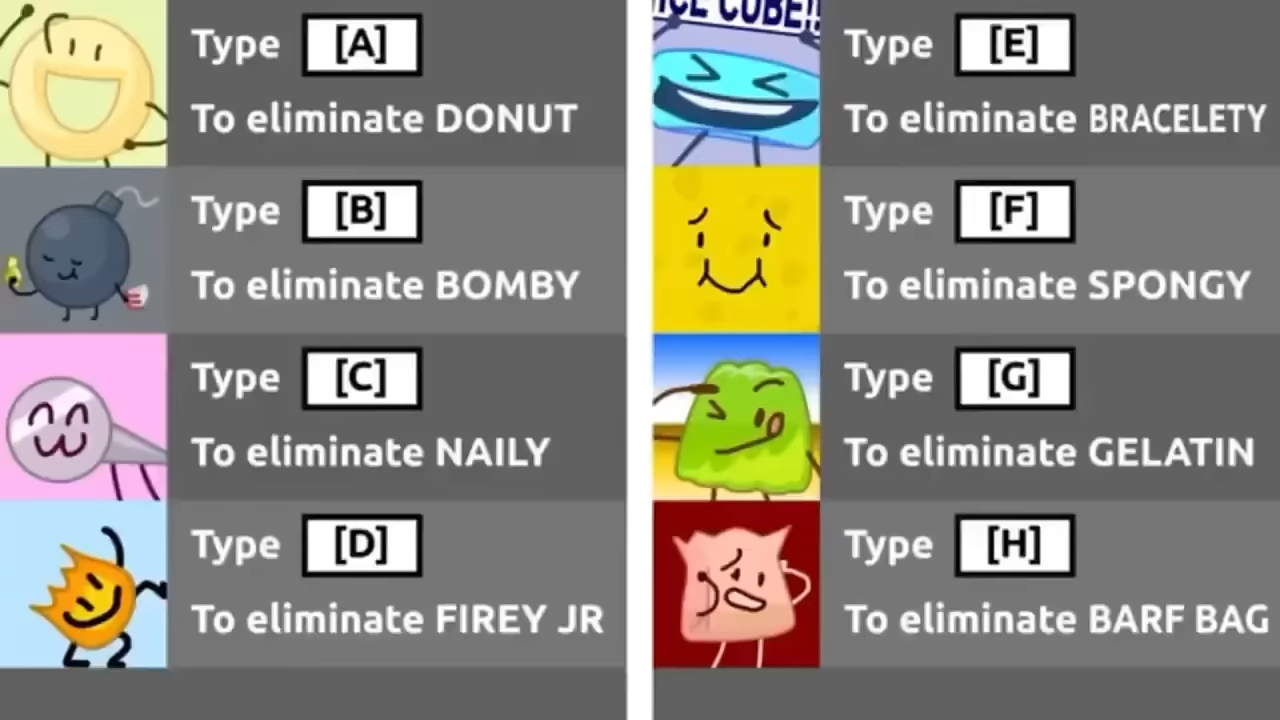 Type [A]
To eliminate DONUT
Type [B]
To eliminate BOMBY
Type [C]
To eliminate NAILY
Type [D]
To eliminate FIREY JR
CUBE!!
Type [E]
To eliminate BRACELETY
Type [F]
To eliminate SPONGY
Type [G]
To eliminate GELATIN
Type [H]
To eliminate BARF BAG